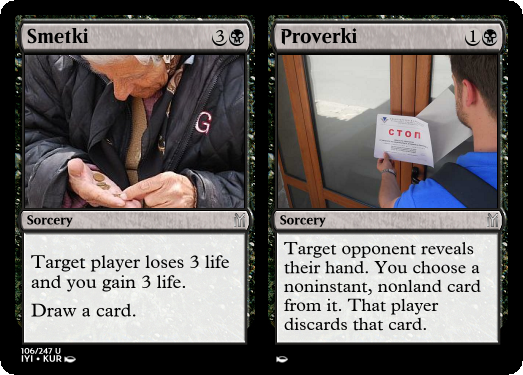 Smetki 3
Sorcery
Target player loses 3 life
and you gain 3 life.
Draw a card.
106/247 U
IYI • KUR
G
Proverki 1
СТОП
Sorcery
Target opponent reveals
their hand. You choose a
noninstant, nonland card
from it. That player
discards that card.